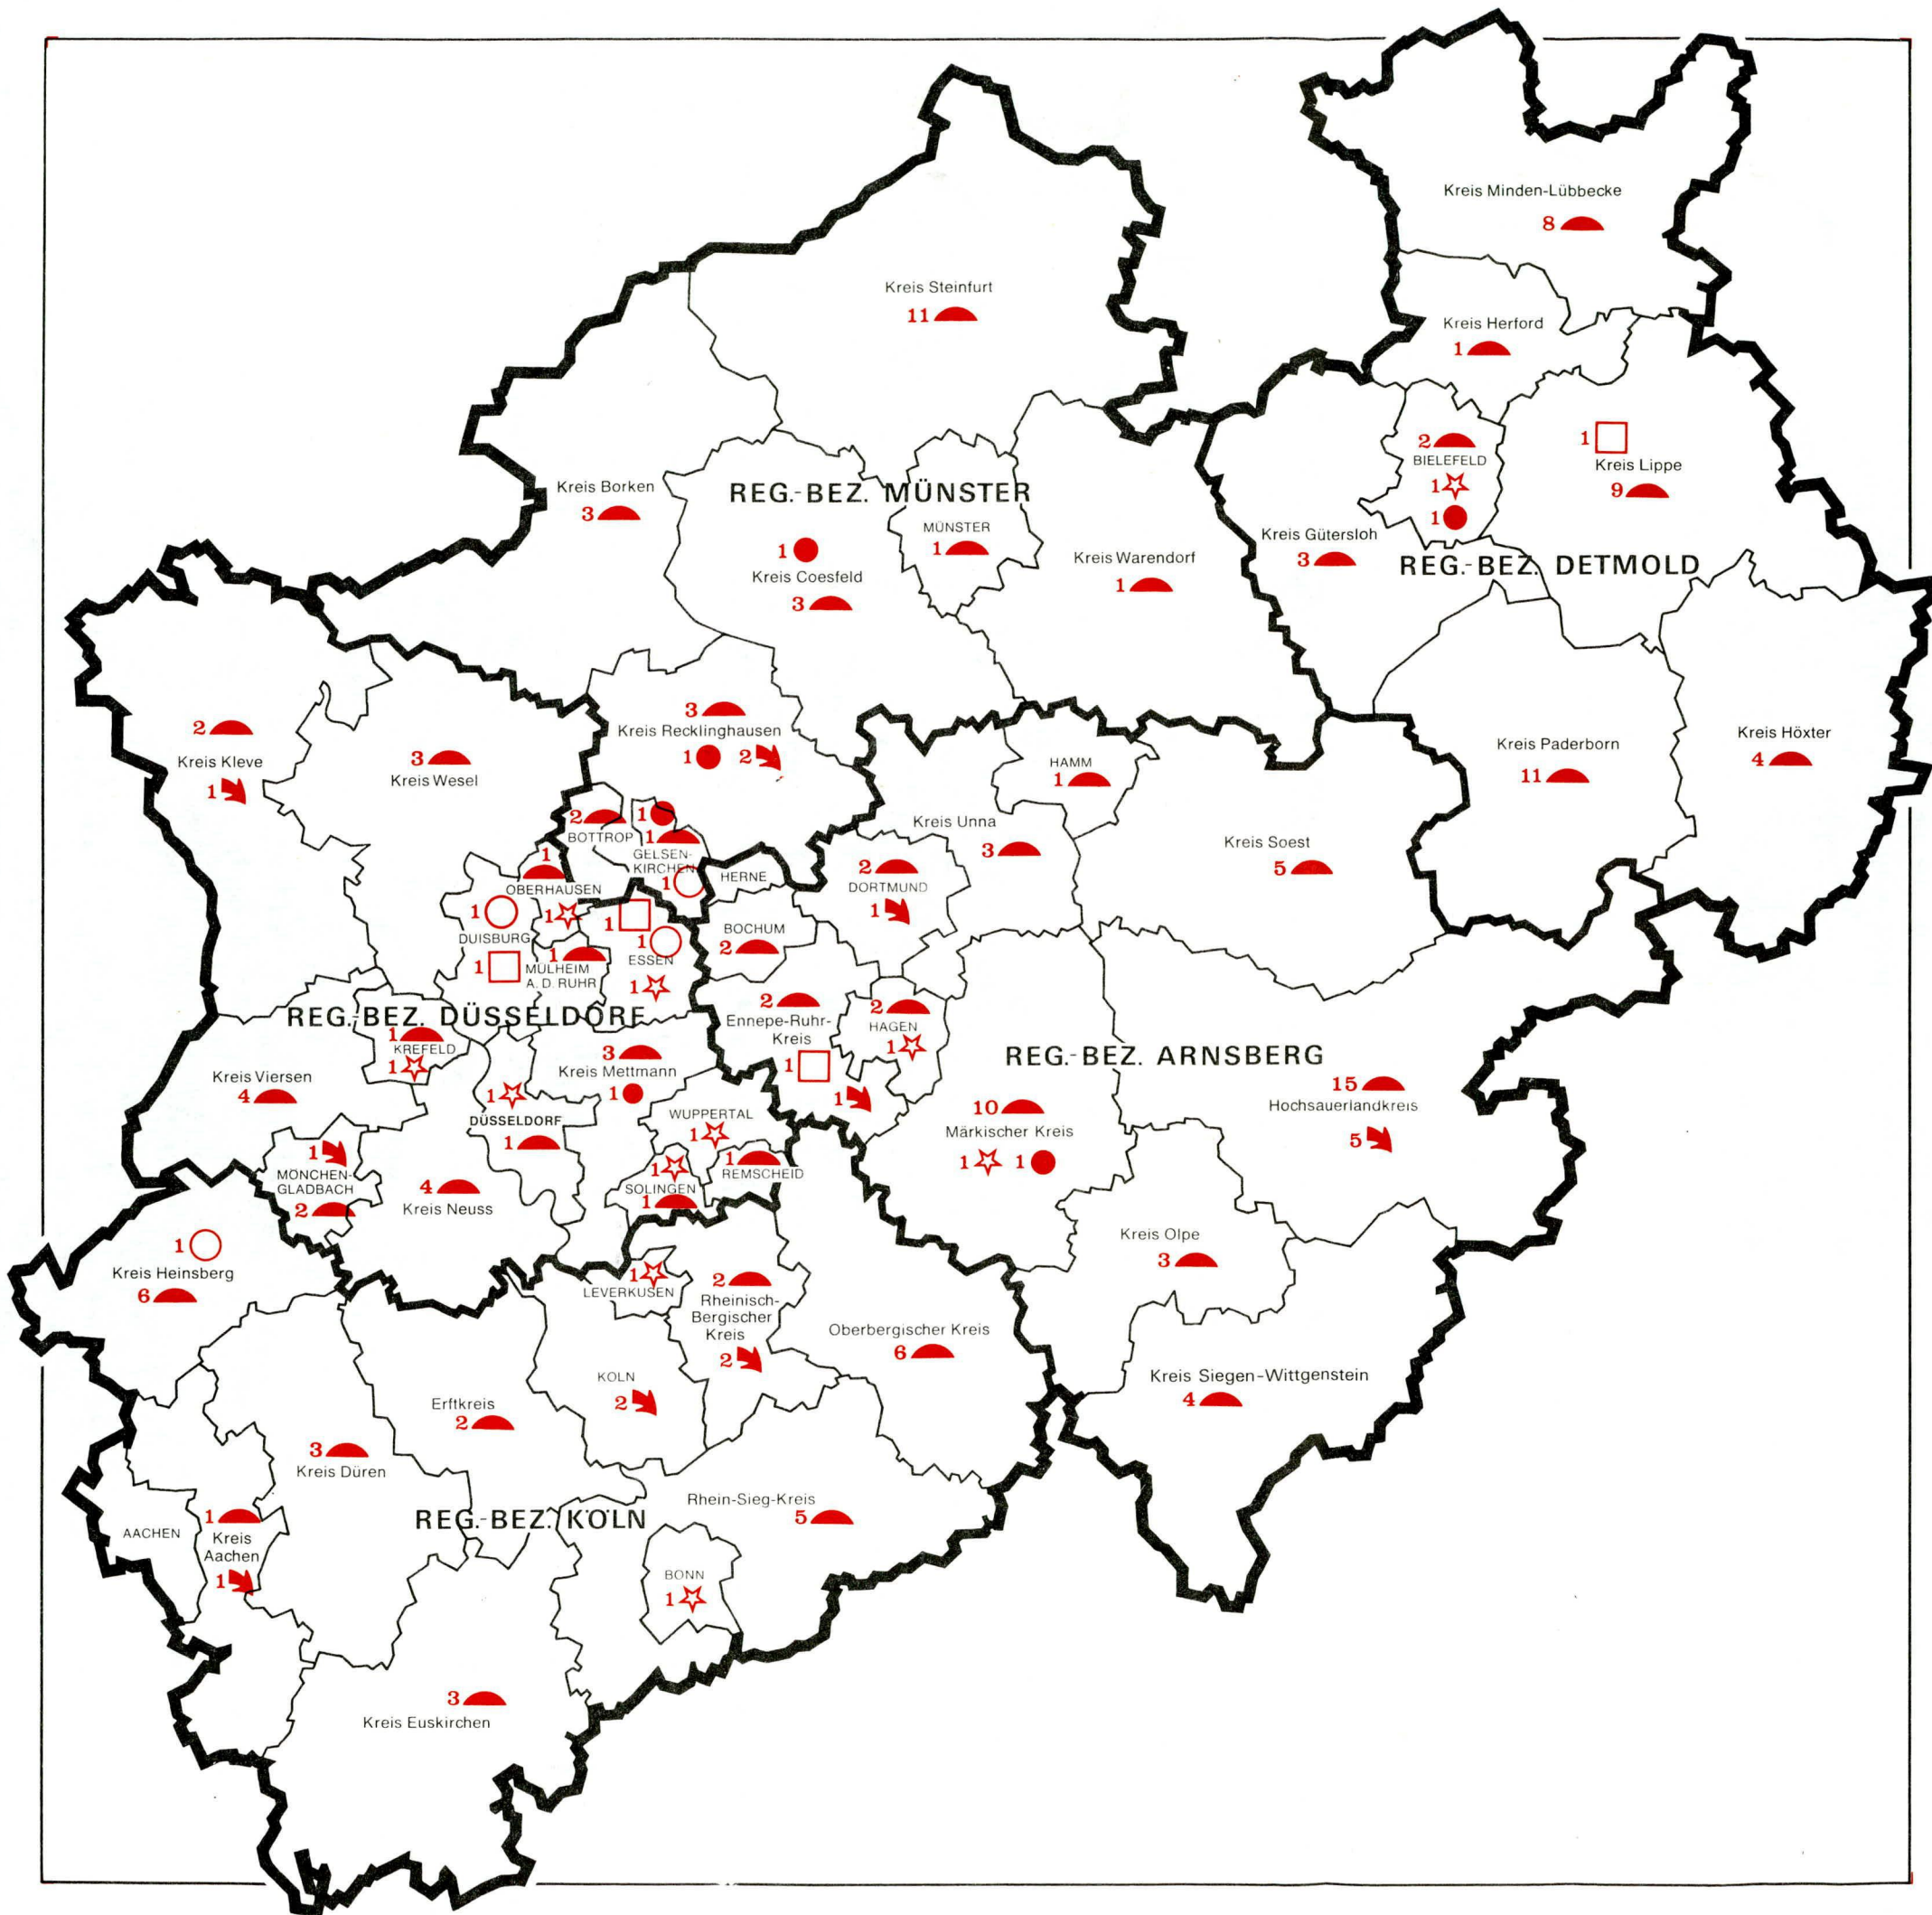 Kreis Minden-Lübbecke
8
Kreis Steinfurt
11
Kreis Herford
1
2
BIELEFELD
1
1
1
Kreis Lippe
9
Kreis Borken
3
REG.-BEZ. MÜNSTER
MÜNSTER
1
1
Kreis Coesfeld
3
Kreis Warendorf
1
Kreis Gütersloh
3
REG.-BEZ. DETMOLD
2
Kreis Kleve
1
3
Kreis Wesel
3
Kreis Recklinghausen
1 2
HAMM
1
Kreis Paderborn
11
Kreis Höxter
4
2
BOTTROP
1
1
GELSEN-
KIRCHEN
1
HERNE
Kreis Unna
3
Kreis Soest
5
1
OBERHAUSEN
1
2
DORTMUND
1
1
DUISBURG
1
1
1
ESSEN
1
BOCHUM
2
1
MÜLHEIM
A. D. RUHR
REG.-BEZ. DÜSSELDORF
1
KREFELD
1
2
Ennepe-Ruhr-
Kreis
1
1
2
HAGEN
1
REG.-BEZ. ARNSBERG
Kreis Viersen
4
3
Kreis Mettmann
1
1
DÜSSELDORF
1
WUPPERTAL
1
10
Märkischer Kreis
1 1
15
Hochsauerlandkreis
5
1
MÖNCHEN-
GLADBACH
2
4
Kreis Neuss
1
SOLINGEN
1
1
REMSCHEID
Kreis Olpe
3
1
Kreis Heinsberg
6
1
LEVERKUSEN
2
Rheinisch-
Bergischer
Kreis
2
Oberbergischer Kreis
6
Kreis Siegen-Wittgenstein
4
KÖLN
2
Erftkreis
2
3
Kreis Düren
REG.-BEZ. KÖLN
Rhein-Sieg-Kreis
5
AACHEN
1
Kreis
Aachen
1
BONN
1
3
Kreis Euskirchen